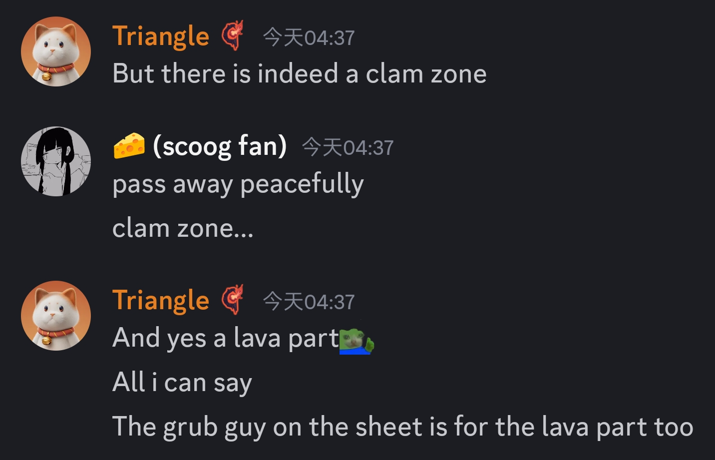 Triangle 今天04:37
But there is indeed a clam zone
🧀 (scoog fan) 今天04:37
pass away peacefully
clam zone...
Triangle 今天04:37
And yes a lava part
All i can say
The grub guy on the sheet is for the lava part too